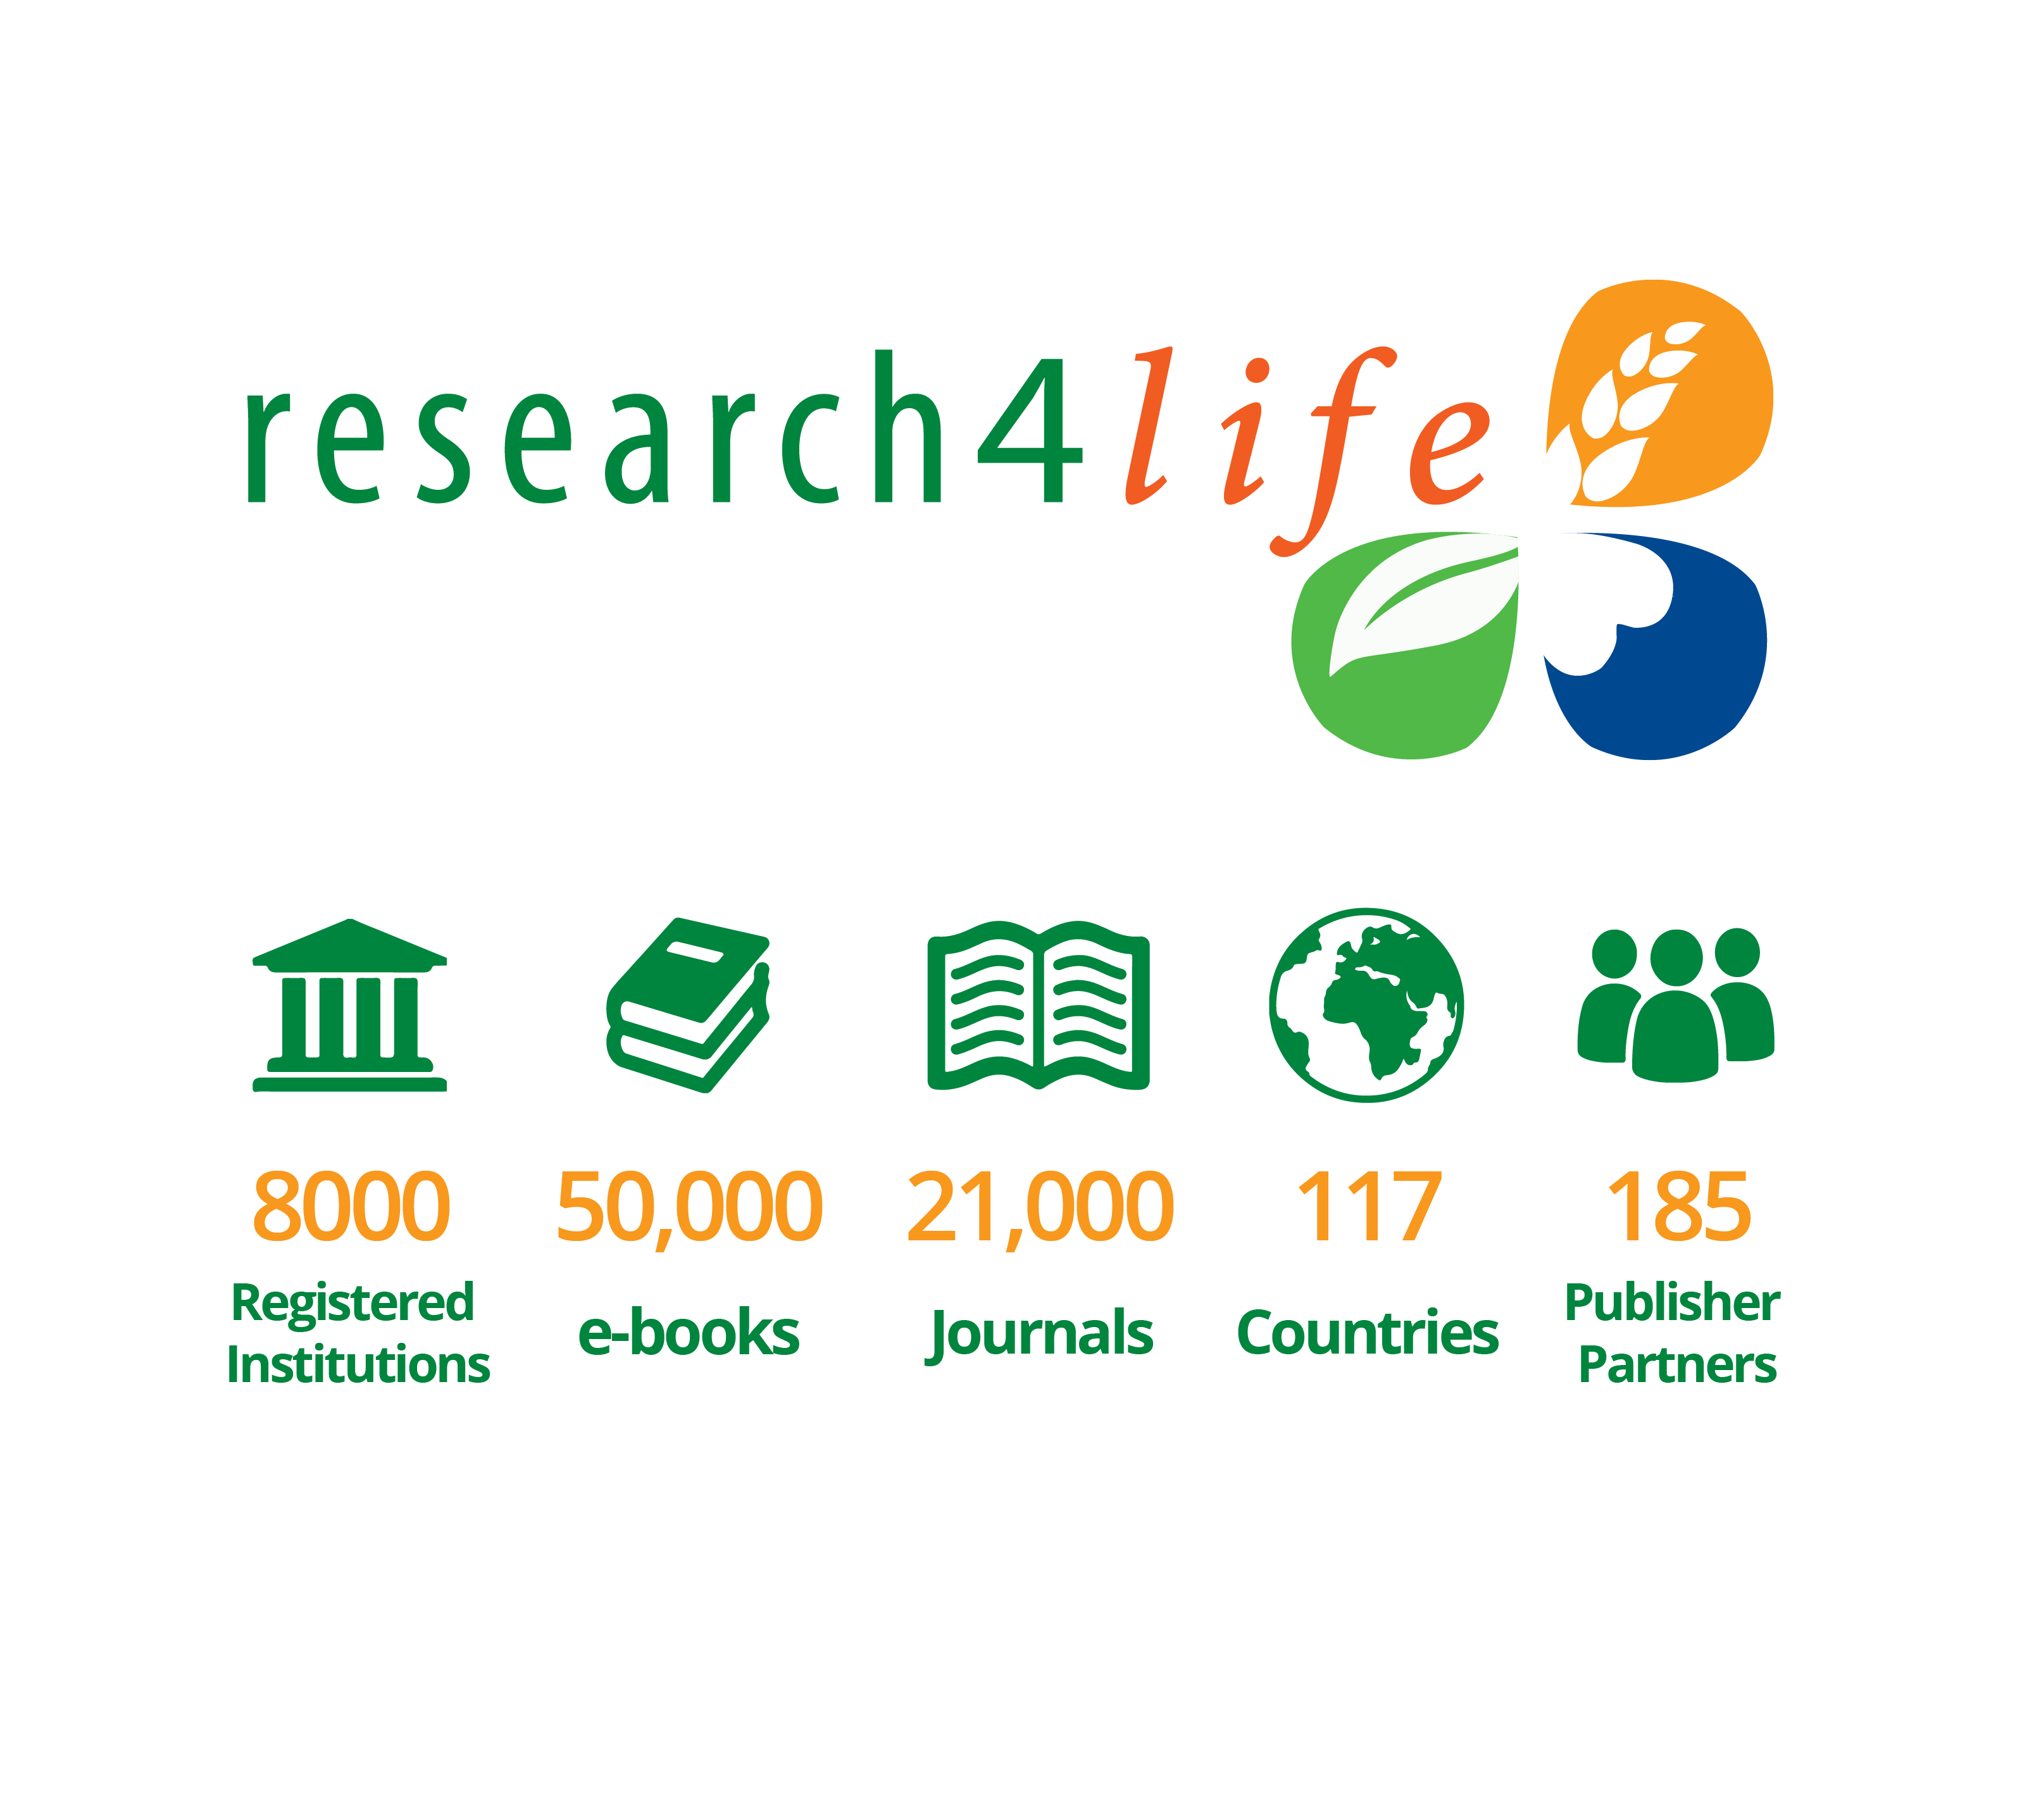 research4life
8000
Registered
Institutions
50,000
e-books
21,000
Journals
117
Countries
185
Publisher
Partners